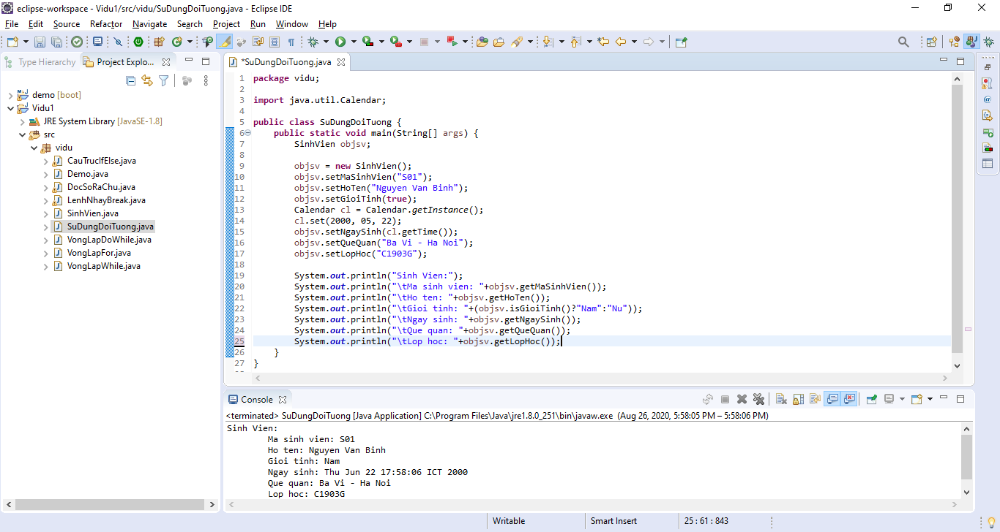 eclipse-workspace - Vidu1/src/vidu/SuDungDoiTuong.java - Eclipse IDE
File Edit Source Refactor Navigate Search Project Run Window Help
Type Hierarchy Project Explo...
demo [boot]
Vidu1
JRE System Library [JavaSE-1.8]
src
vidu
CauTrucIfElse.java
Demo.java
DocSoRaChu.java
LenhNhayBreak.java
SinhVien.java
SuDungDoiTuong.java
VongLapDoWhile.java
VongLapFor.java
VongLapWhile.java
*SuDungDoiTuong.java
1 package vidu;
2
3 import java.util.Calendar;
4
5 public class SuDungDoiTuong {
6 public static void main(String[] args) {
7 SinhVien objsv;
8
9 objsv = new SinhVien();
10 objsv.setMaSinhVien("S01");
11 objsv.setHoTen("Nguyen Van Binh");
12 objsv.setGioiTinh(true);
13 Calendar cl = Calendar.getInstance();
14 cl.set(2000, 05, 22);
15 objsv.setNgaySinh(cl.getTime());
16 objsv.setQueQuan("Ba Vi - Ha Noi");
17 objsv.setLopHoc("C1903G");
18
19 System.out.println("Sinh Vien:");
20 System.out.println("\tMa sinh vien: "+objsv.getMaSinhVien());
21 System.out.println("\tHo ten: "+objsv.getHoTen());
22 System.out.println("\tGioi tinh: "+(objsv.isGioiTinh()?"Nam":"Nu"));
23 System.out.println("\tNgay sinh: "+objsv.getNgaySinh());
24 System.out.println("\tQue quan: "+objsv.getQueQuan());
25 System.out.println("\tLop hoc: "+objsv.getLopHoc());
26 }
27 }
Console
<terminated> SuDungDoiTuong [Java Application] C:\Program Files\Java\jre1.8.0_251\bin\javaw.exe (Aug 26, 2020, 5:58:05 PM – 5:58:06 PM)
Sinh Vien:
Ma sinh vien: S01
Ho ten: Nguyen Van Binh
Gioi tinh: Nam
Ngay sinh: Thu Jun 22 17:58:06 ICT 2000
Que quan: Ba Vi - Ha Noi
Lop hoc: C1903G
Writable Smart Insert 25 : 61 : 843